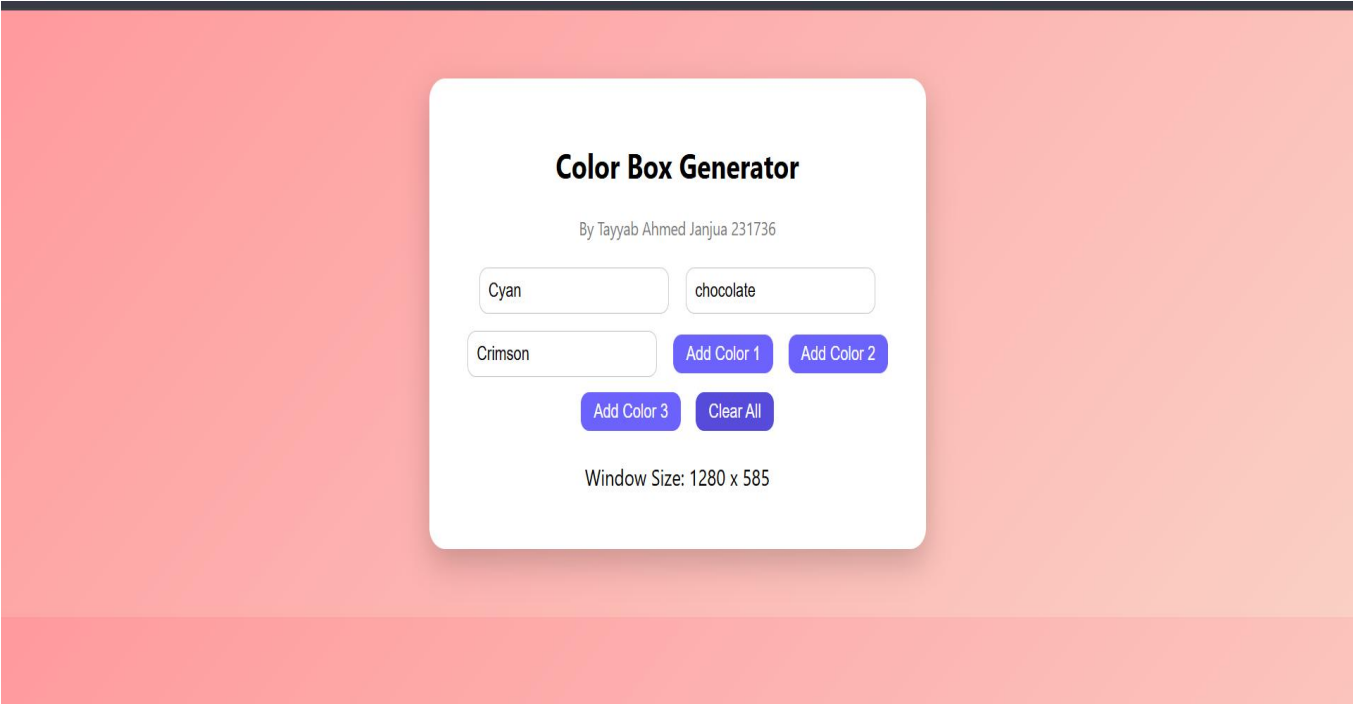 Color Box Generator
By Tayyab Ahmed Janjua 231736
Cyan chocolate
Crimson Add Color 1 Add Color 2
Add Color 3 Clear All
Window Size: 1280 x 585